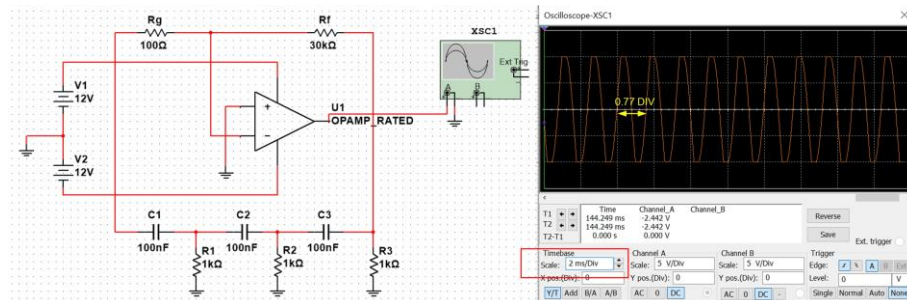 Rg
100Ω
Rf
30kΩ
XSC1
Ext Trig
A
B
V1
12V
V2
12V
U1
OPAMP_RATED
C1
100nF
C2
100nF
C3
100nF
R1
1kΩ
R2
1kΩ
R3
1kΩ
Oscilloscope-XSC1
0.77 DIV
Time Channel_A Channel_B
T1 144.249 ms -2.442 V
T2 144.249 ms -2.442 V
T2-T1 0.000 s 0.000 V
Reverse
Save
Ext. trigger
Timebase
Scale: 2 ms/Div
X pos.(Div): 0
Y/T Add B/A A/B
Channel A
Scale: 5 V/Div
Y pos.(Div): 0
AC 0 DC
Channel B
Scale: 5 V/Div
Y pos.(Div): 0
AC 0 DC -
Trigger
Edge: A B Ext
Level: 0 V
Single Normal Auto None